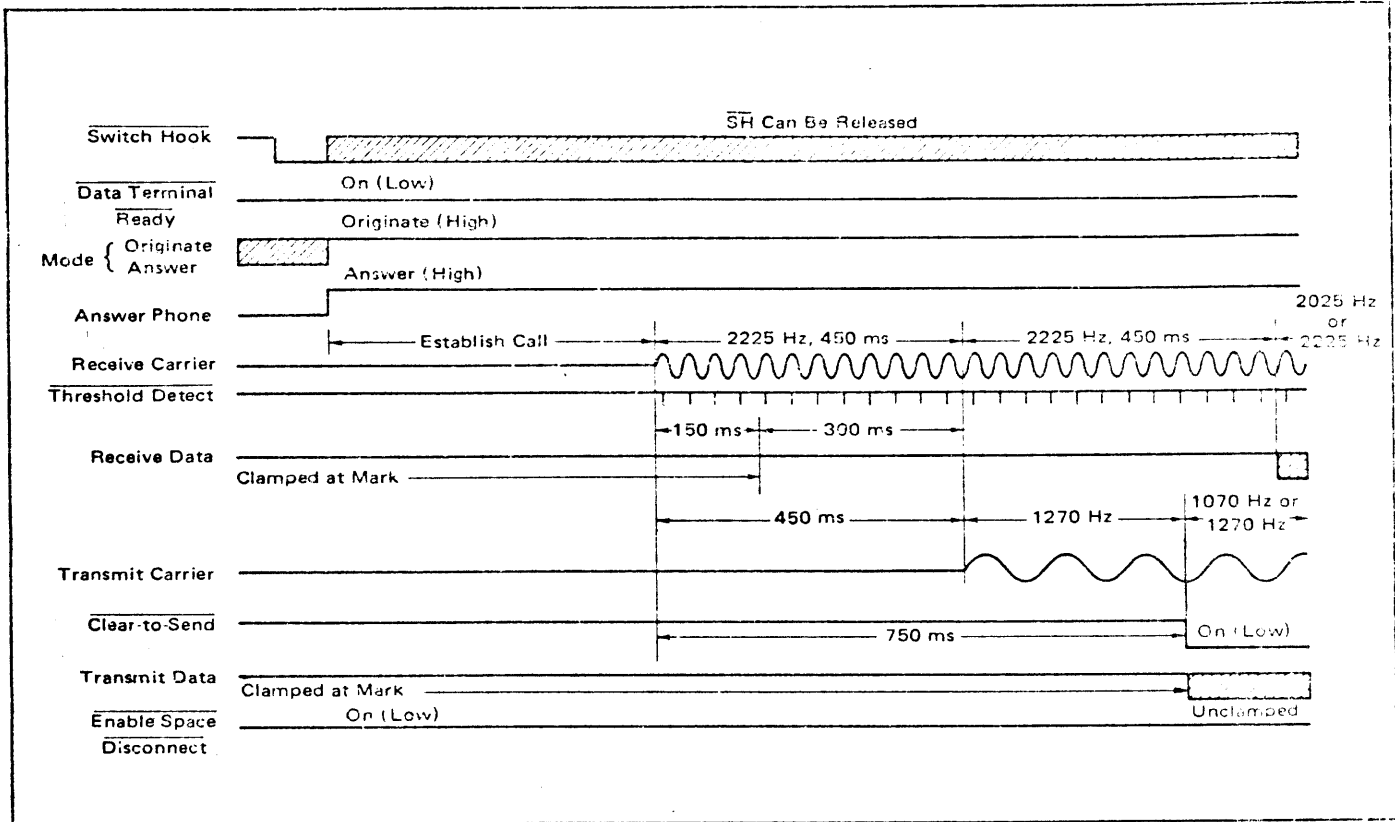 SH Can Be Released
Switch Hook
On (Low)
Data Terminal
Ready
Originate (High)
Mode { Originate
Answer
Answer (High)
Answer Phone
2025 Hz
or
2225 Hz
Establish Call
2225 Hz, 450 ms
2225 Hz, 450 ms
Receive Carrier
Threshold Detect
150 ms
300 ms
Receive Data
Clamped at Mark
450 ms
1270 Hz
1070 Hz or
1270 Hz
Transmit Carrier
Clear-to-Send
750 ms
On (Low)
Transmit Data
Clamped at Mark
Unclamped
Enable Space
On (Low)
Disconnect